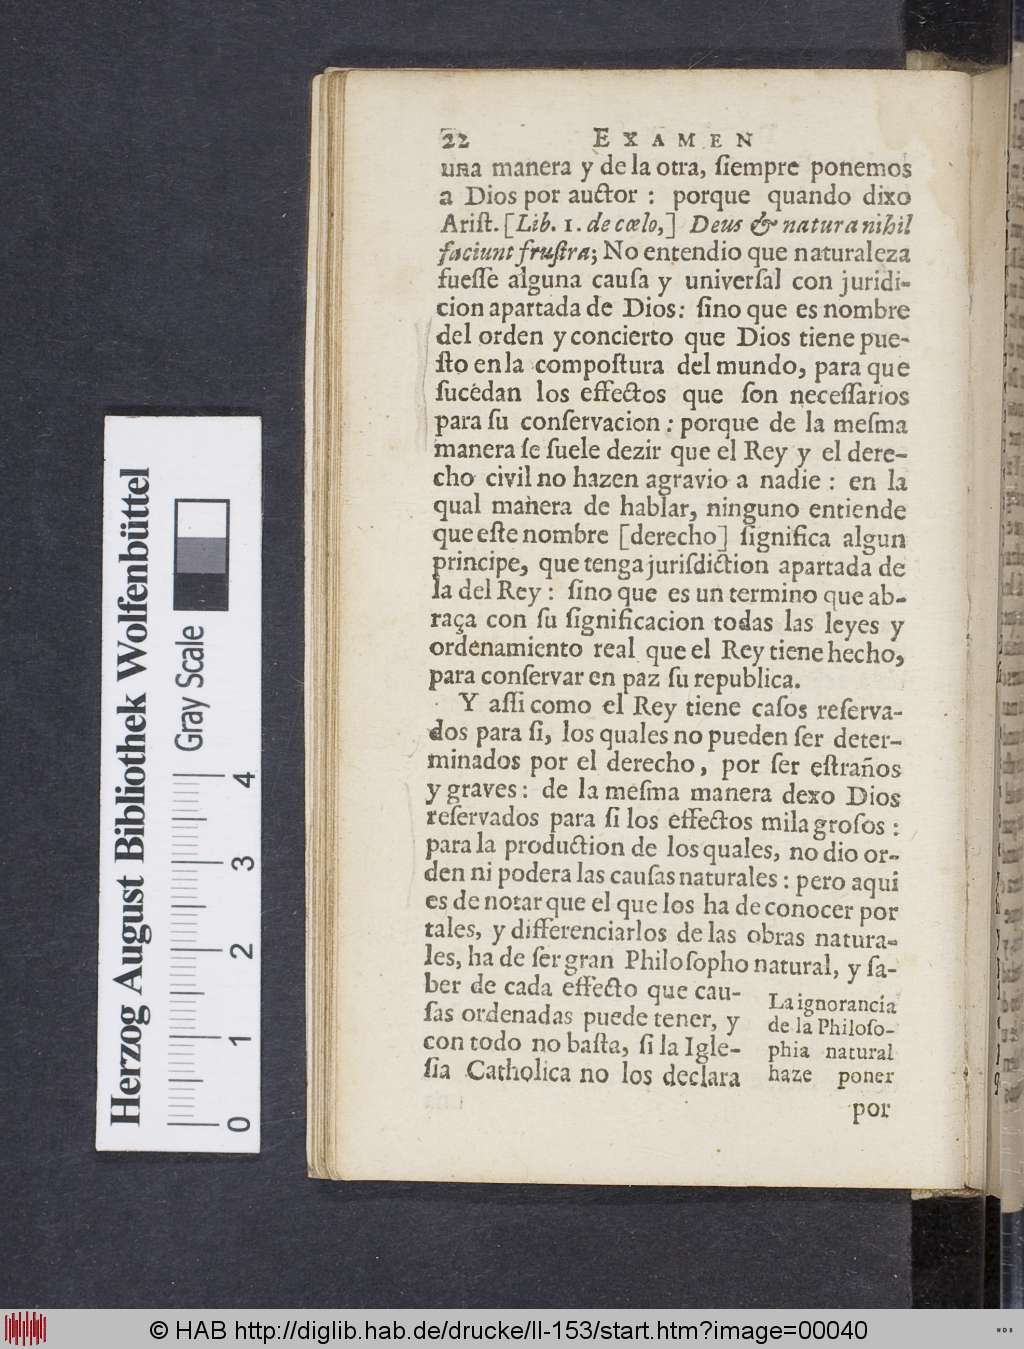 22 EXAMEN
una manera y de la otra, ſiempre ponemos
a Dios por auctor : porque quando dixo
Ariſt. [Lib. 1. de cœlo,] Deus & natura nihil
faciunt fruſtra; No entendio que naturaleza
fueſſe alguna cauſa y univerſal con juridi-
cion apartada de Dios: ſino que es nombre
del orden y concierto que Dios tiene pue-
ſto en la compoſtura del mundo, para que
ſucédan los effectos que ſon neceſſarios
para ſu conſervacion : porque de la meſma
manera ſe ſuele dezir que el Rey y el dere-
cho civil no hazen agravio a nadie : en la
qual manera de hablar, ninguno entiende
que eſte nombre [derecho] ſignifica algun
principe, que tenga juriſdiction apartada de
la del Rey : ſino que es un termino que ab-
raça con ſu ſignificacion todas las leyes y
ordenamiento real que el Rey tiene hecho,
para conſervar en paz ſu republica.
Y aſſi como el Rey tiene caſos reſerva-
dos para ſi, los quales no pueden ſer deter-
minados por el derecho, por ſer eſtraños
y graves : de la meſma manera dexo Dios
reſervados para ſi los effectos milagroſos :
para la production de los quales, no dio or-
den ni podera las cauſas naturales : pero aqui
es de notar que el que los ha de conocer por
tales, y differenciarlos de las obras natura-
les, ha de ſer gran Philoſopho natural, y ſa-
ber de cada effecto que cau-
ſas ordenadas puede tener, y
con todo no baſta, ſi la Igle-
ſia Catholica no los declara
La ignorancia
de la Philoſo-
phia natural
haze poner
por
Herzog August Bibliothek Wolfenbüttel
Gray Scale
0 1 2 3 4
© HAB http://diglib.hab.de/drucke/ll-153/start.htm?image=00040